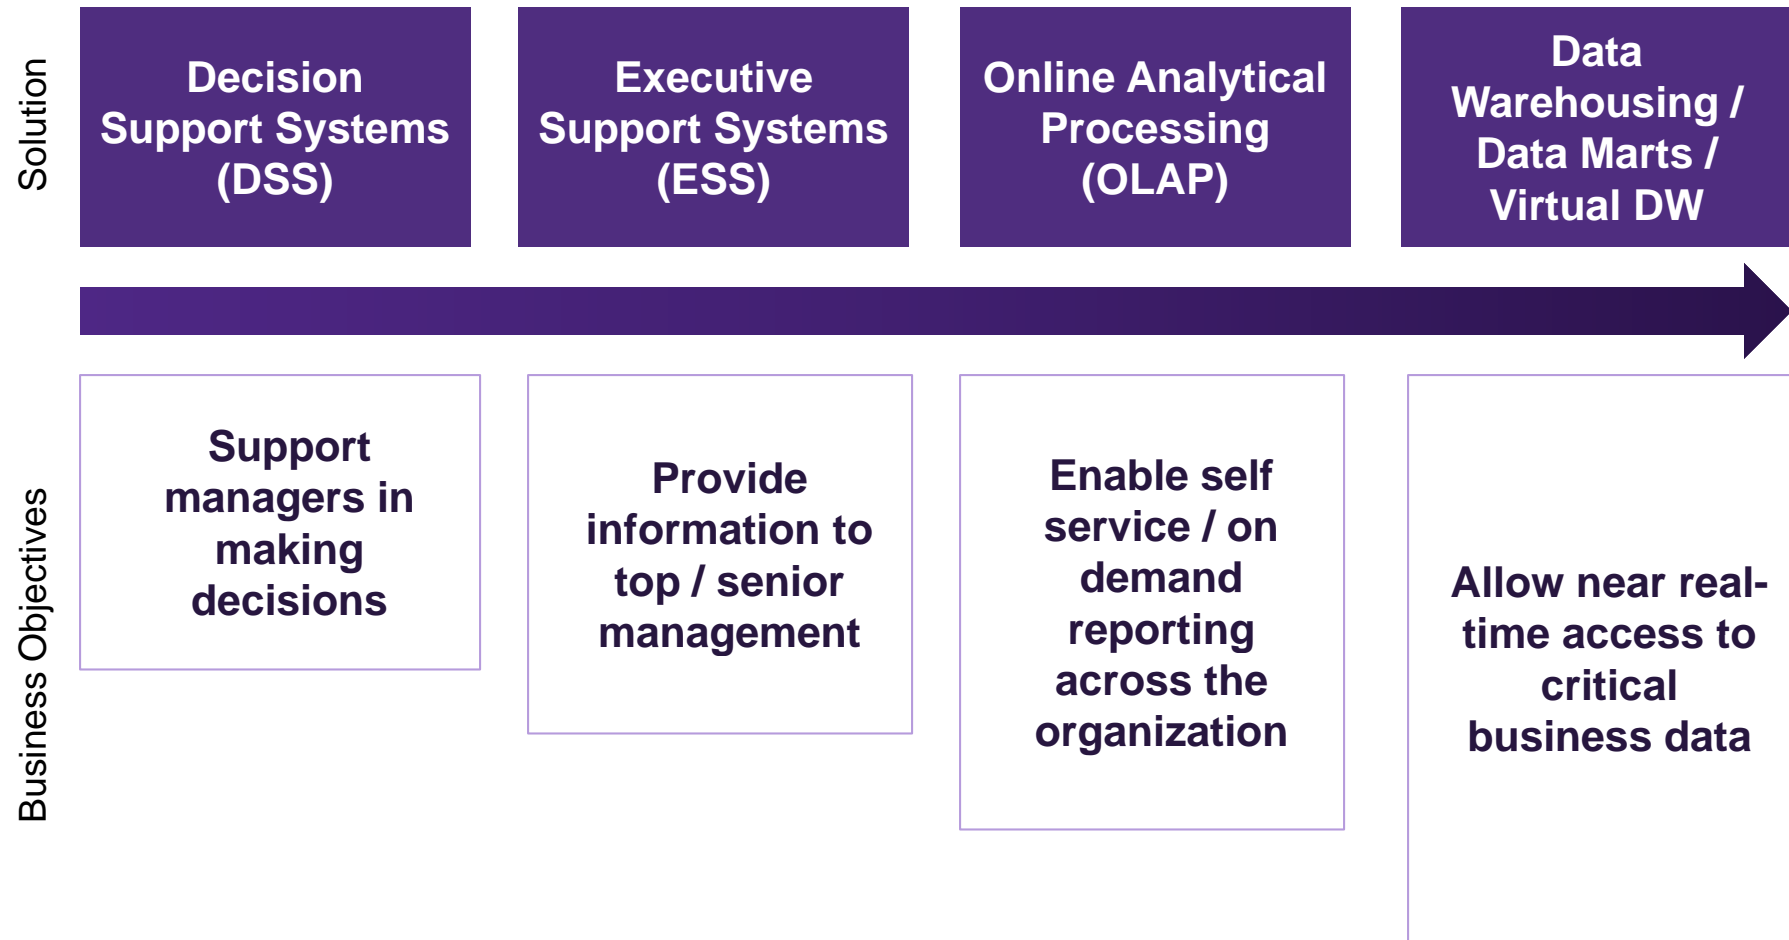 Solution
Decision
Support Systems
(DSS)
Executive
Support Systems
(ESS)
Online Analytical
Processing
(OLAP)
Data
Warehousing /
Data Marts /
Virtual DW
Business Objectives
Support
managers in
making
decisions
Provide
information to
top / senior
management
Enable self
service / on
demand
reporting
across the
organization
Allow near real-
time access to
critical
business data